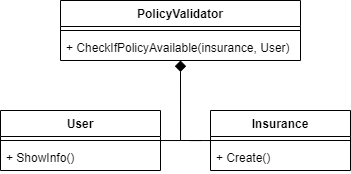 PolicyValidator
+ CheckIfPolicyAvailable(insurance, User)
User
+ ShowInfo()
Insurance
+ Create()